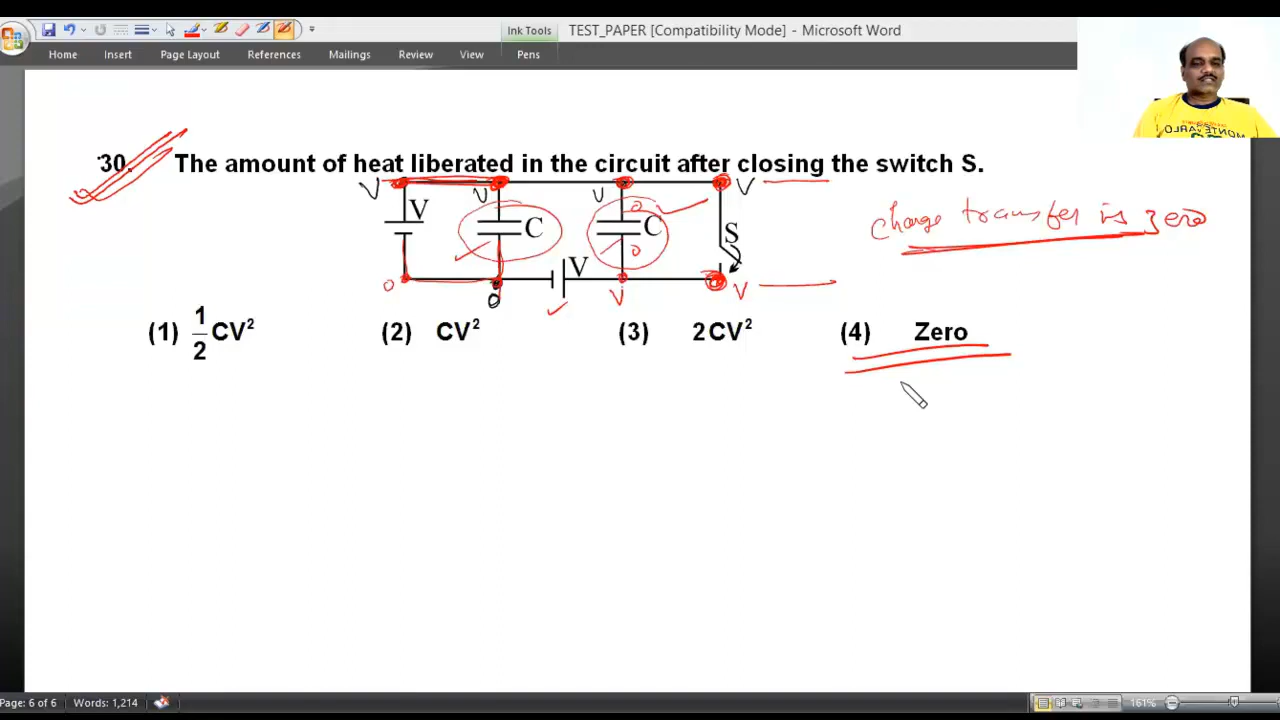 Ink Tools
TEST_PAPER [Compatibility Mode] - Microsoft Word
Home Insert Page Layout References Mailings Review View Pens
30. The amount of heat liberated in the circuit after closing the switch S.
V V V V
V C 0 C S
0
charge transfer is zero
V
0 0 V V
(1) 1/2 CV² (2) CV² (3) 2CV² (4) Zero
Page: 6 of 6 Words: 1,214 161%